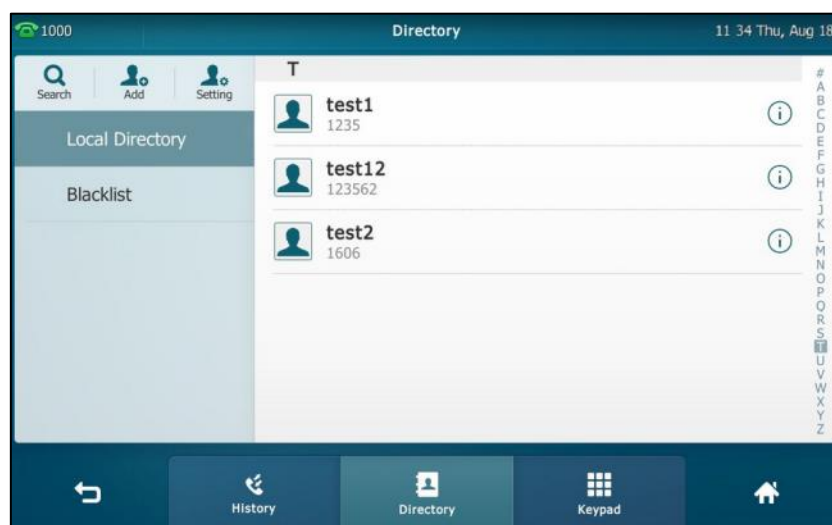 1000
Directory
11 34 Thu, Aug 18
Search
Add
Setting
Local Directory
Blacklist
T
test1
1235
test12
123562
test2
1606
#
A
B
C
D
E
F
G
H
I
J
K
L
M
N
O
P
Q
R
S
T
U
V
W
X
Y
Z
History
Directory
Keypad